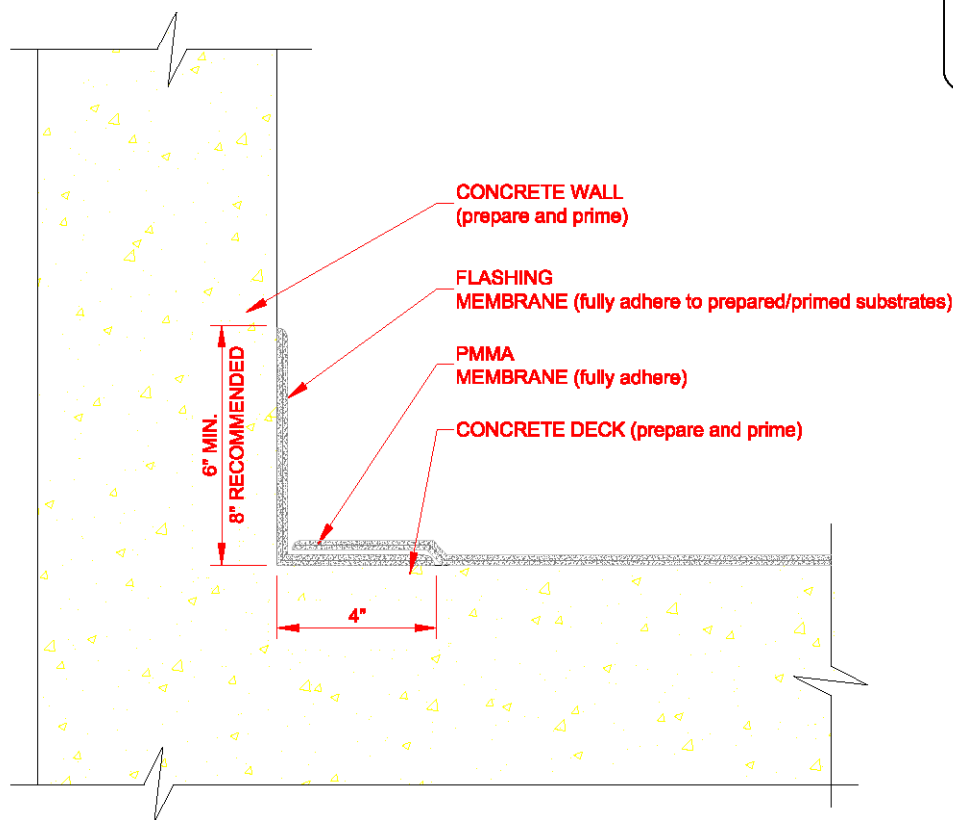 CONCRETE WALL
(prepare and prime)
FLASHING
MEMBRANE (fully adhere to prepared/primed substrates)
PMMA
MEMBRANE (fully adhere)
CONCRETE DECK (prepare and prime)
6" MIN.
8" RECOMMENDED
4"